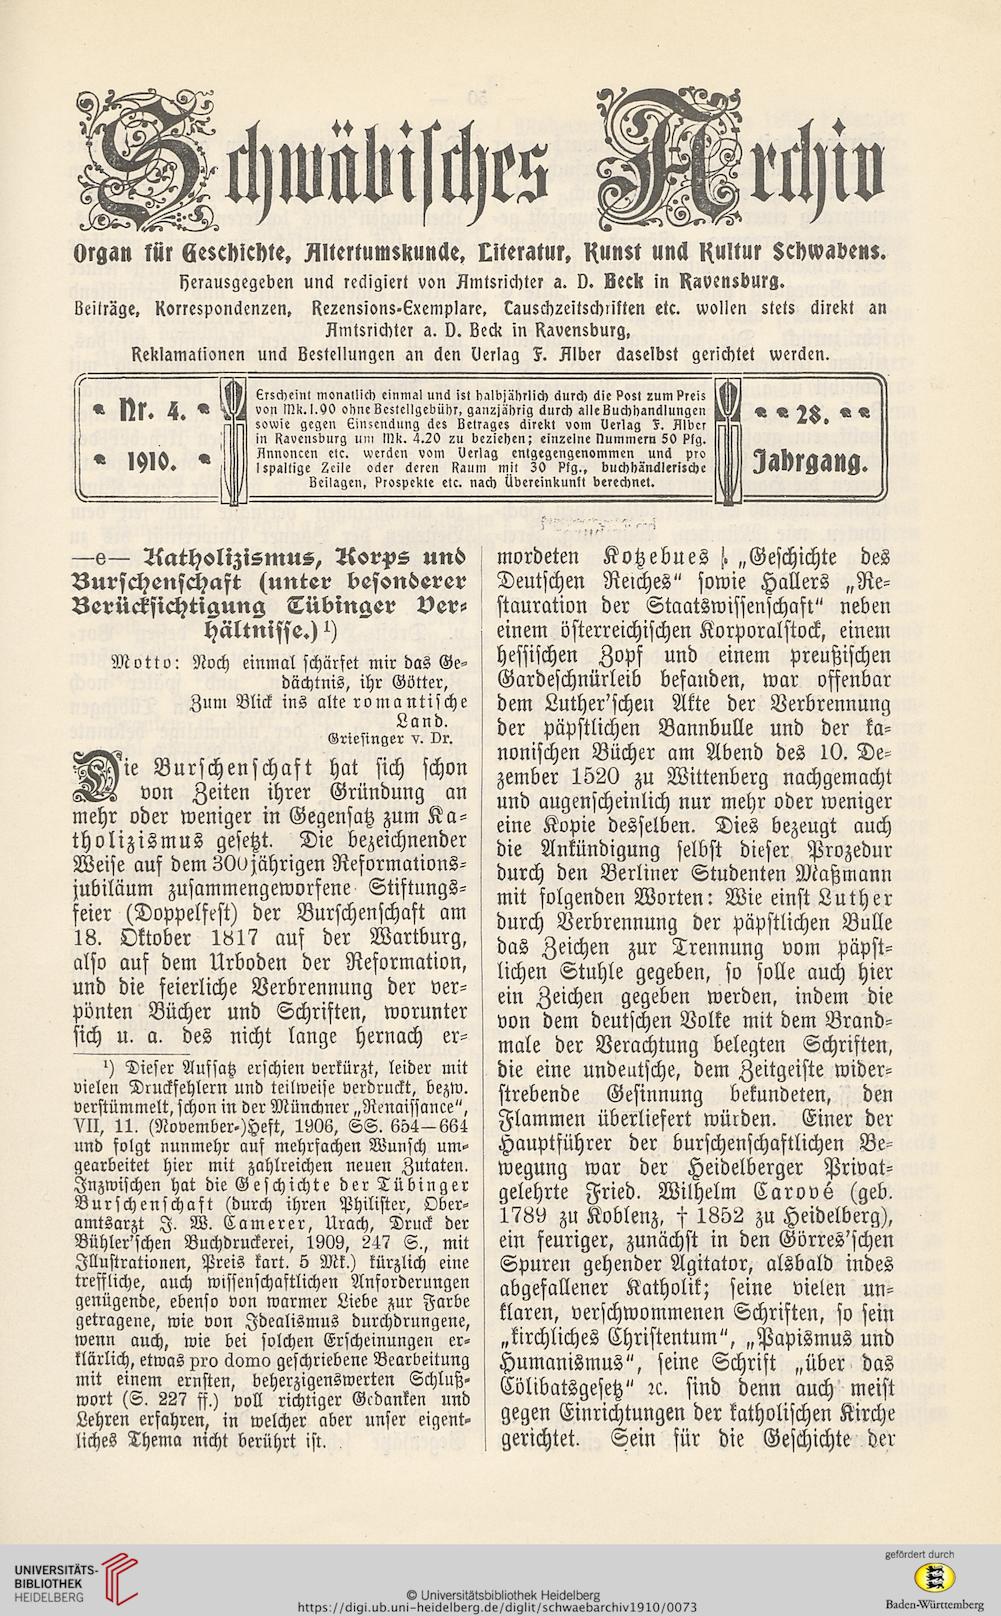 Schwäbisches Archiv
Organ für Geschichte, Altertumskunde, Literatur, Kunst und Kultur Schwabens.
Herausgegeben und redigiert von Amtsrichter a. D. Beck in Ravensburg.
Beiträge, Korrespondenzen, Rezensions-Exemplare, Tauschzeitschriften etc. wollen stets direkt an
Amtsrichter a. D. Beck in Ravensburg,
Reklamationen und Bestellungen an den Verlag F. Alber daselbst gerichtet werden.
Nr. 4.
1910.
Erscheint monatlich einmal und ist halbjährlich durch die Post zum Preis
von Mk. 1.90 ohne Bestellgebühr, ganzjährig durch alle Buchhandlungen
sowie gegen Einsendung des Betrages direkt vom Verlag F. Alber
in Ravensburg um Mk. 4.20 zu beziehen; einzelne Nummern 50 Pfg.
Annoncen etc. werden vom Verlag entgegengenommen und pro
1spaltige Zeile oder deren Raum mit 30 Pfg., buchhändlerische
Beilagen, Prospekte etc. nach Übereinkunft berechnet.
28.
Jahrgang.
—e— Katholizismus, Korps und
Burschenschaft (unter besonderer
Berücksichtigung Tübinger Ver-
hältnisse.) ¹)
Motto: Noch einmal schärfet mir das Ge-
dächtnis, ihr Götter,
Zum Blick ins alte romantische
Land.
Griesinger v. Dr.
Die Burschenschaft hat sich schon
von Zeiten ihrer Gründung an
mehr oder weniger in Gegensatz zum Ka-
tholizismus gesetzt. Die bezeichnender
Weise auf dem 300jährigen Reformations-
jubiläum zusammengeworfene Stiftungs-
feier (Doppelfest) der Burschenschaft am
18. Oktober 1817 auf der Wartburg,
also auf dem Urboden der Reformation,
und die feierliche Verbrennung der ver-
pönten Bücher und Schriften, worunter
sich u. a. des nicht lange hernach er-
¹) Dieser Aufsatz erschien verkürzt, leider mit
vielen Druckfehlern und teilweise verdruckt, bezw.
verstümmelt, schon in der Münchner „Renaissance",
VII, 11. (November-)Heft, 1906, SS. 654—664
und folgt nunmehr auf mehrfachen Wunsch um-
gearbeitet hier mit zahlreichen neuen Zutaten.
Inzwischen hat die Geschichte der Tübinger
Burschenschaft (durch ihren Philister, Ober-
amtsarzt J. W. Camerer, Urach, Druck der
Bühler'schen Buchdruckerei, 1909, 247 S., mit
Illustrationen, Preis kart. 5 Mk.) kürzlich eine
treffliche, auch wissenschaftlichen Anforderungen
genügende, ebenso von warmer Liebe zur Farbe
getragene, wie von Idealismus durchdrungene,
wenn auch, wie bei solchen Erscheinungen er-
klärlich, etwas pro domo geschriebene Bearbeitung
mit einem ernsten, beherzigenswerten Schluß-
wort (S. 227 ff.) voll richtiger Gedanken und
Lehren erfahren, in welcher aber unser eigent-
liches Thema nicht berührt ist.
mordeten Kotzebues „Geschichte des
Deutschen Reiches" sowie Hallers „Re-
stauration der Staatswissenschaft" neben
einem österreichischen Korporalstock, einem
hessischen Zopf und einem preußischen
Gardeschnürleib befanden, war offenbar
dem Luther'schen Akte der Verbrennung
der päpstlichen Bannbulle und der ka-
nonischen Bücher am Abend des 10. De-
zember 1520 zu Wittenberg nachgemacht
und augenscheinlich nur mehr oder weniger
eine Kopie desselben. Dies bezeugt auch
die Ankündigung selbst dieser Prozedur
durch den Berliner Studenten Maßmann
mit folgenden Worten: Wie einst Luther
durch Verbrennung der päpstlichen Bulle
das Zeichen zur Trennung vom päpst-
lichen Stuhle gegeben, so solle auch hier
ein Zeichen gegeben werden, indem die
von dem deutschen Volke mit dem Brand-
male der Verachtung belegten Schriften,
die eine undeutsche, dem Zeitgeiste wider-
strebende Gesinnung bekundeten, den
Flammen überliefert würden. Einer der
Hauptführer der burschenschaftlichen Be-
wegung war der Heidelberger Privat-
gelehrte Fried. Wilhelm Carové (geb.
1789 zu Koblenz, † 1852 zu Heidelberg),
ein feuriger, zunächst in den Görres'schen
Spuren gehender Agitator, alsbald indes
abgefallener Katholik; seine vielen un-
klaren, verschwommenen Schriften, so sein
„kirchliches Christentum", „Papismus und
Humanismus", seine Schrift „über das
Cölibatsgesetz" ꝛc. sind denn auch meist
gegen Einrichtungen der katholischen Kirche
gerichtet. Sein für die Geschichte der
UNIVERSITÄTS-
BIBLIOTHEK
HEIDELBERG
© Universitätsbibliothek Heidelberg
https://digi.ub.uni-heidelberg.de/diglit/schwaebarchiv1910/0073
gefördert durch
Baden-Württemberg